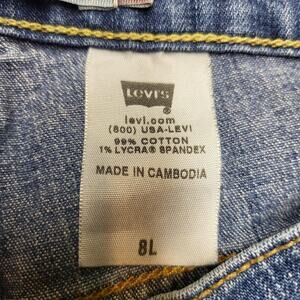 Levi's
levi.com
(800) USA-LEVI
99% COTTON
1% LYCRA® SPANDEX
MADE IN CAMBODIA
8L